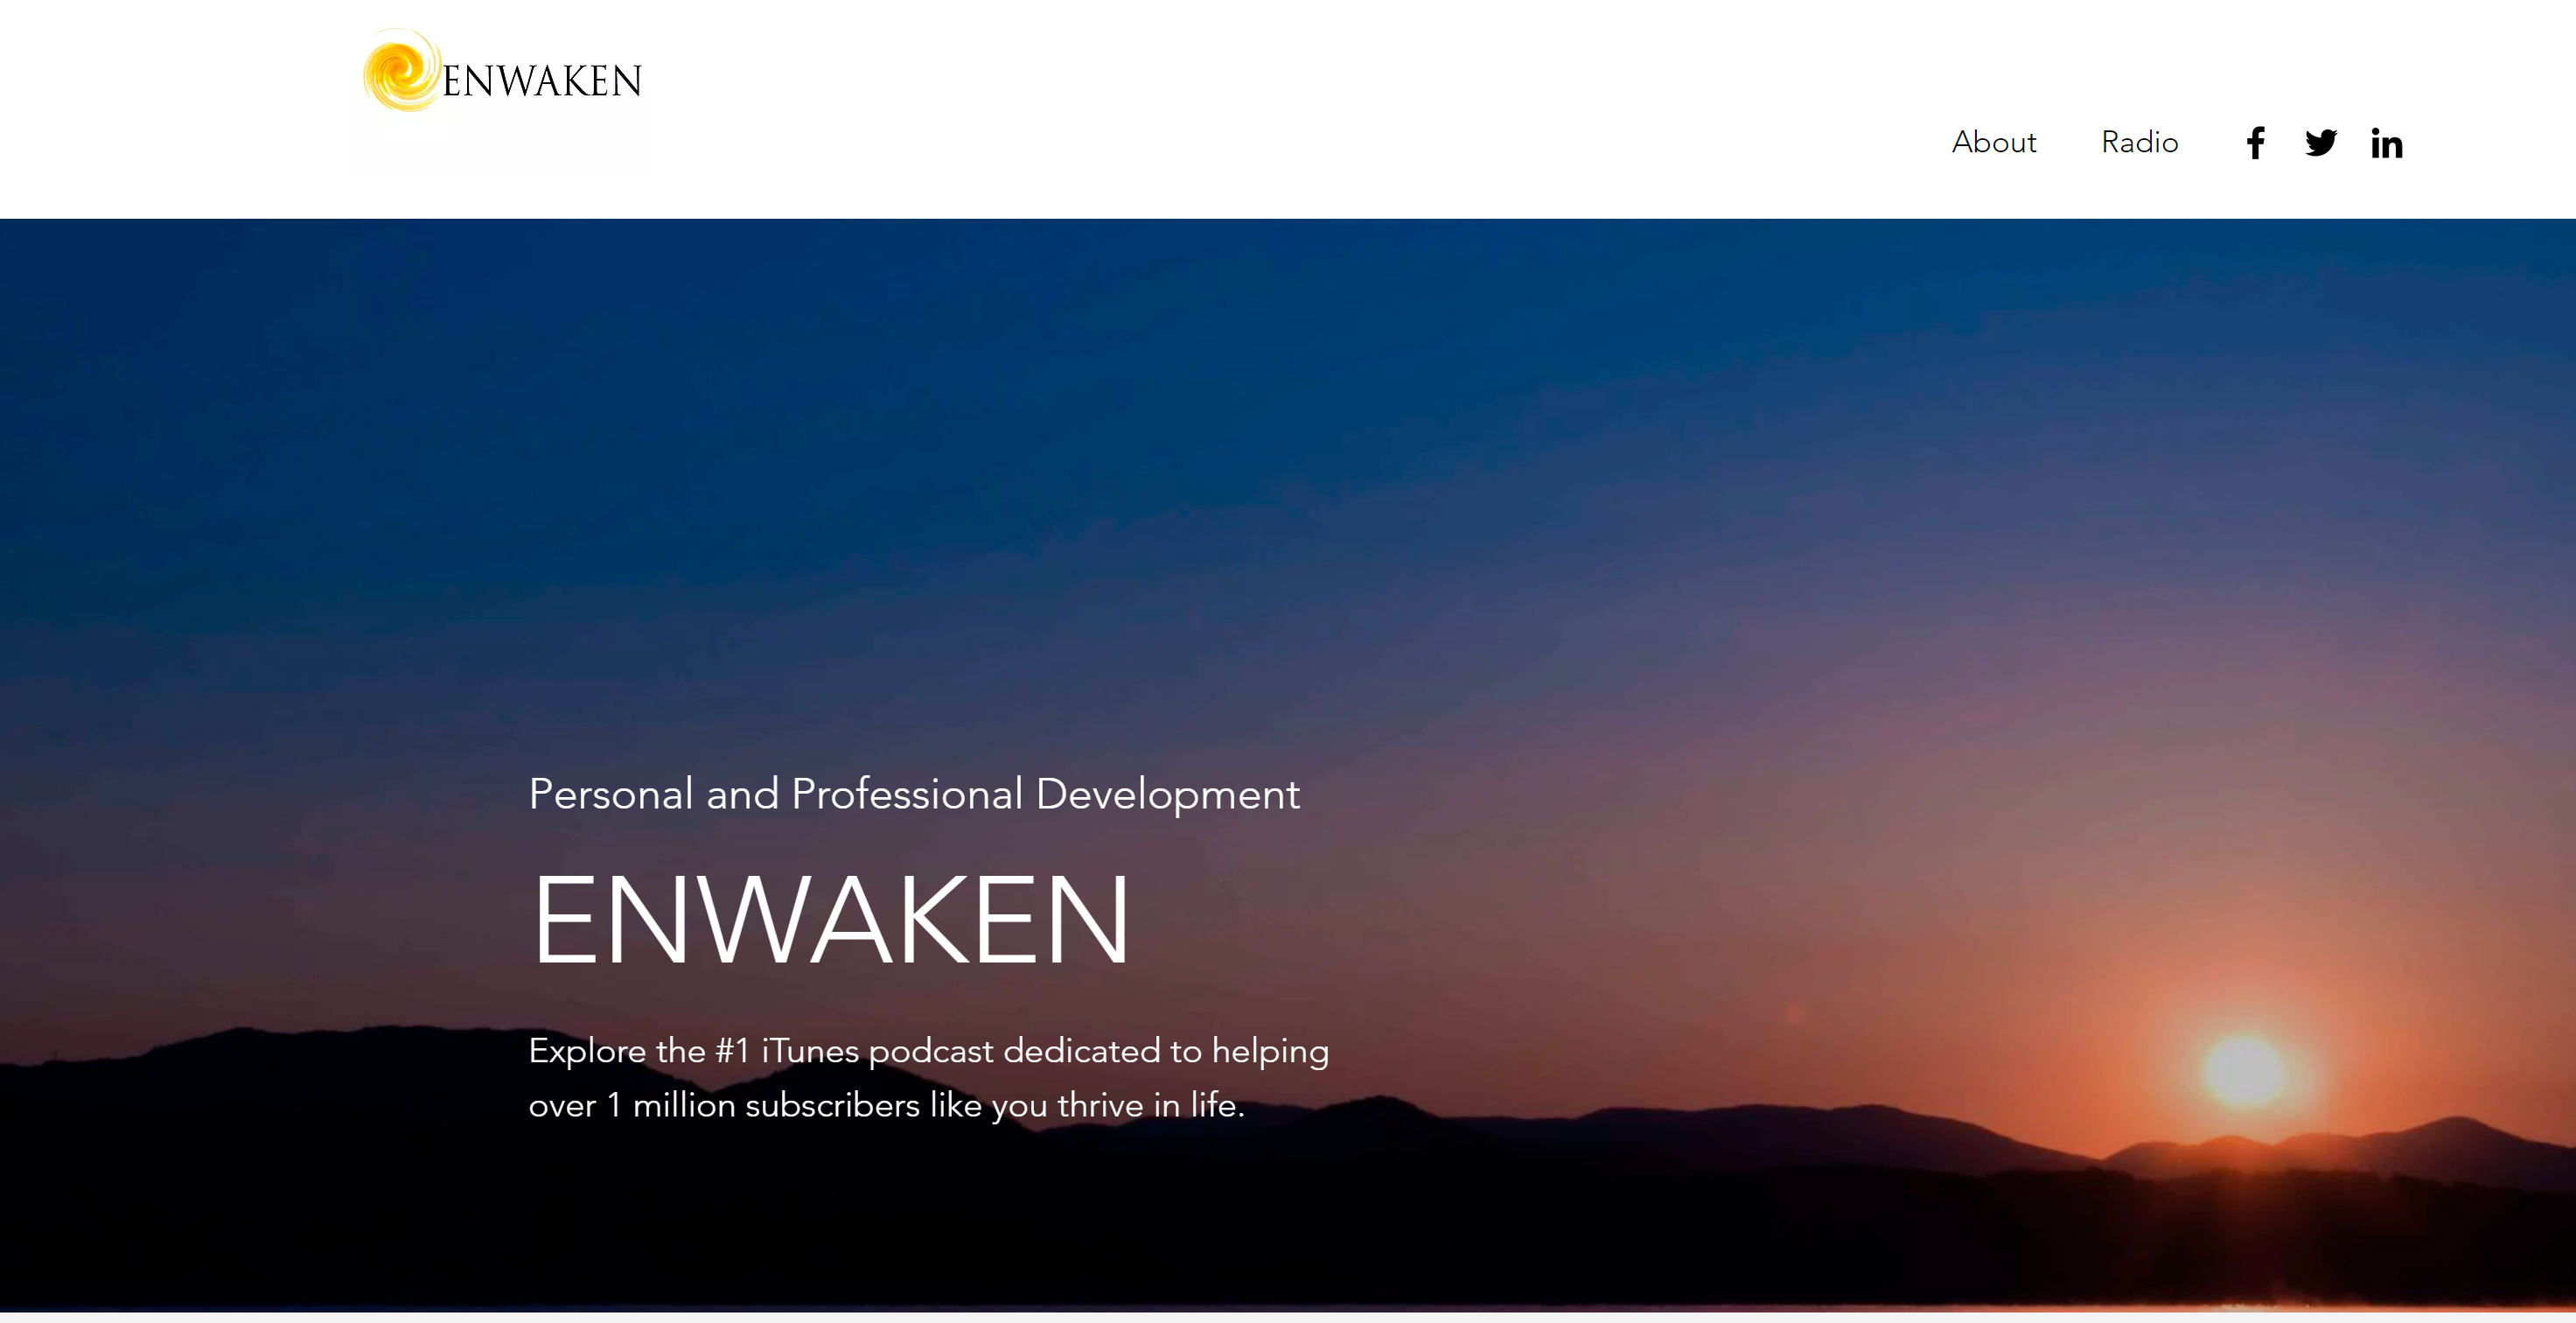 ENWAKEN
About
Radio
Personal and Professional Development
ENWAKEN
Explore the #1 iTunes podcast dedicated to helping
over 1 million subscribers like you thrive in life.